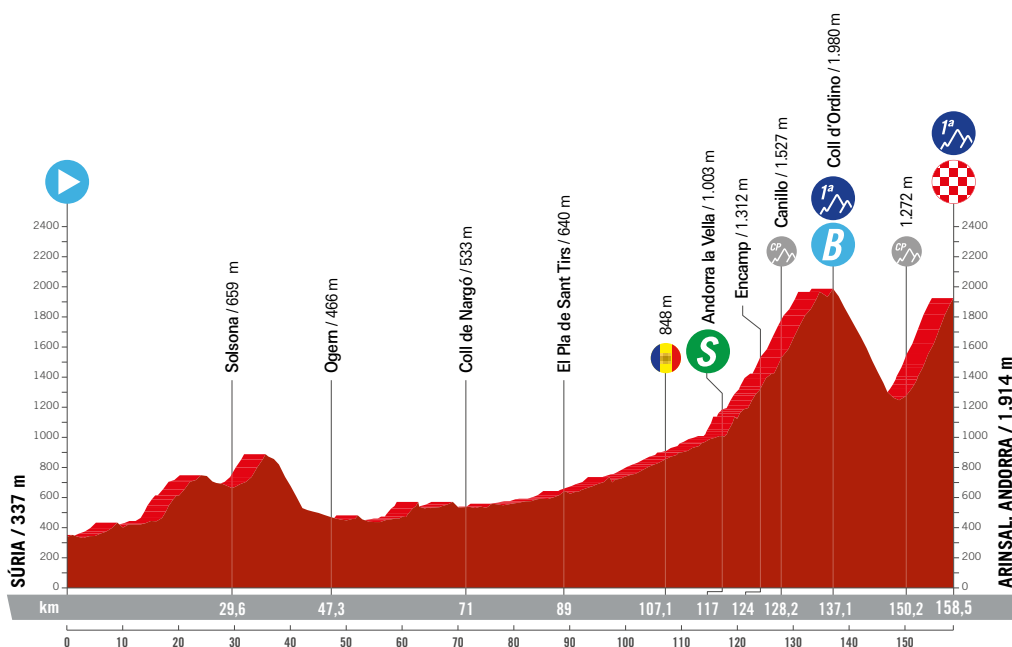 SÚRIA / 337 m
Solsona / 659 m
Ogern / 466 m
Coll de Nargó / 533 m
El Pla de Sant Tirs / 640 m
848 m
S
Andorra la Vella / 1.003 m
Encamp / 1.312 m
CP
Canillo / 1.527 m
1ª
B
Coll d'Ordino / 1.980 m
CP
1.272 m
1ª
ARINSAL. ANDORRA / 1.914 m
2400
2200
2000
1800
1600
1400
1200
1000
800
600
400
200
0
2400
2200
2000
1800
1600
1400
1200
1000
800
600
400
200
0
km 29,6 47,3 71 89 107,1 117 124 128,2 137,1 150,2 158,5
0 10 20 30 40 50 60 70 80 90 100 110 120 130 140 150